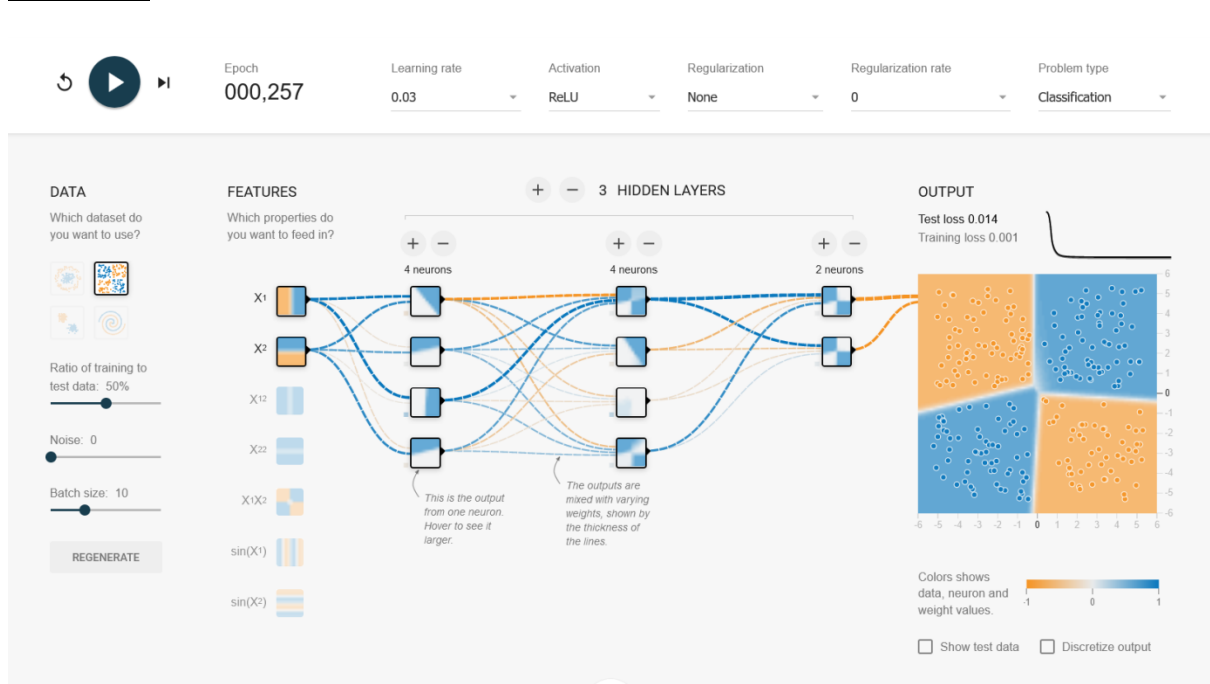 Epoch
000,257
Learning rate
0.03
Activation
ReLU
Regularization
None
Regularization rate
0
Problem type
Classification
DATA
Which dataset do
you want to use?
Ratio of training to
test data: 50%
Noise: 0
Batch size: 10
REGENERATE
FEATURES
Which properties do
you want to feed in?
X1
X2
X12
X22
X1X2
sin(X1)
sin(X2)
+ − 3 HIDDEN LAYERS
+ −
4 neurons
+ −
4 neurons
+ −
2 neurons
This is the output
from one neuron.
Hover to see it
larger.
The outputs are
mixed with varying
weights, shown by
the thickness of
the lines.
OUTPUT
Test loss 0.014
Training loss 0.001
6
5
4
3
2
1
0
-1
-2
-3
-4
-5
-6
-6 -5 -4 -3 -2 -1 0 1 2 3 4 5 6
Colors shows
data, neuron and
weight values.
-1 0 1
Show test data
Discretize output